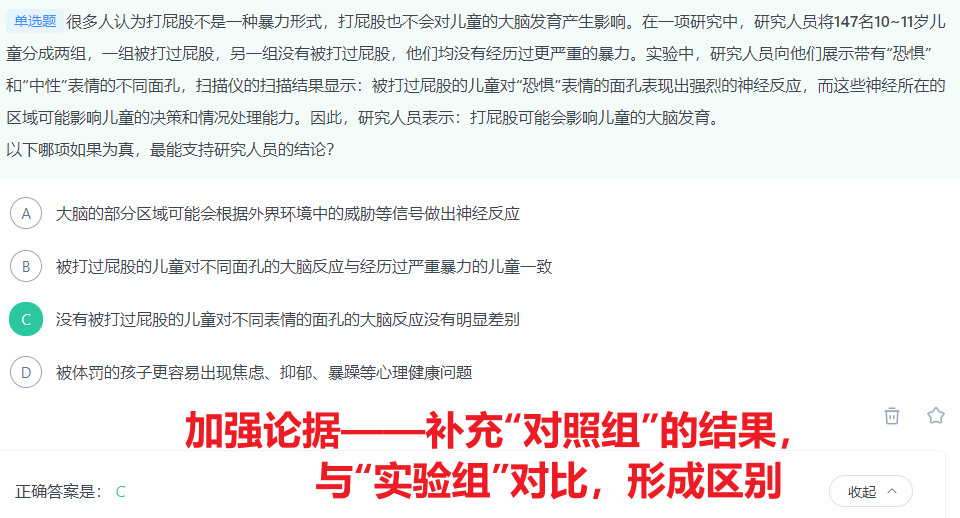 单选题 很多人认为打屁股不是一种暴力形式，打屁股也不会对儿童的大脑发育产生影响。在一项研究中，研究人员将147名10~11岁儿
童分成两组，一组被打过屁股，另一组没有被打过屁股，他们均没有经历过更严重的暴力。实验中，研究人员向他们展示带有“恐惧”
和“中性”表情的不同面孔，扫描仪的扫描结果显示：被打过屁股的儿童对“恐惧”表情的面孔表现出强烈的神经反应，而这些神经所在的
区域可能影响儿童的决策和情况处理能力。因此，研究人员表示：打屁股可能会影响儿童的大脑发育。
以下哪项如果为真，最能支持研究人员的结论？
A 大脑的部分区域可能会根据外界环境中的威胁等信号做出神经反应
B 被打过屁股的儿童对不同面孔的大脑反应与经历过严重暴力的儿童一致
C 没有被打过屁股的儿童对不同表情的面孔的大脑反应没有明显差别
D 被体罚的孩子更容易出现焦虑、抑郁、暴躁等心理健康问题
加强论据——补充“对照组”的结果，
与“实验组”对比，形成区别
正确答案是： C
收起